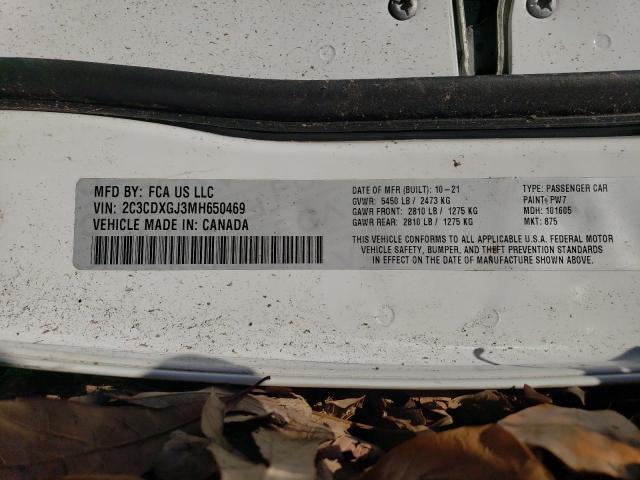 MFD BY: FCA US LLC
VIN: 2C3CDXGJ3MH650469
VEHICLE MADE IN: CANADA
DATE OF MFR (BUILT): 10-21
GVWR: 5450 LB / 2473 KG
GAWR FRONT: 2810 LB / 1275 KG
GAWR REAR: 2810 LB / 1275 KG
TYPE: PASSENGER CAR
PAINT: PW7
MDH: 101605
MKT: 875
THIS VEHICLE CONFORMS TO ALL APPLICABLE U.S.A. FEDERAL MOTOR
VEHICLE SAFETY, BUMPER, AND THEFT PREVENTION STANDARDS
IN EFFECT ON THE DATE OF MANUFACTURE SHOWN ABOVE.